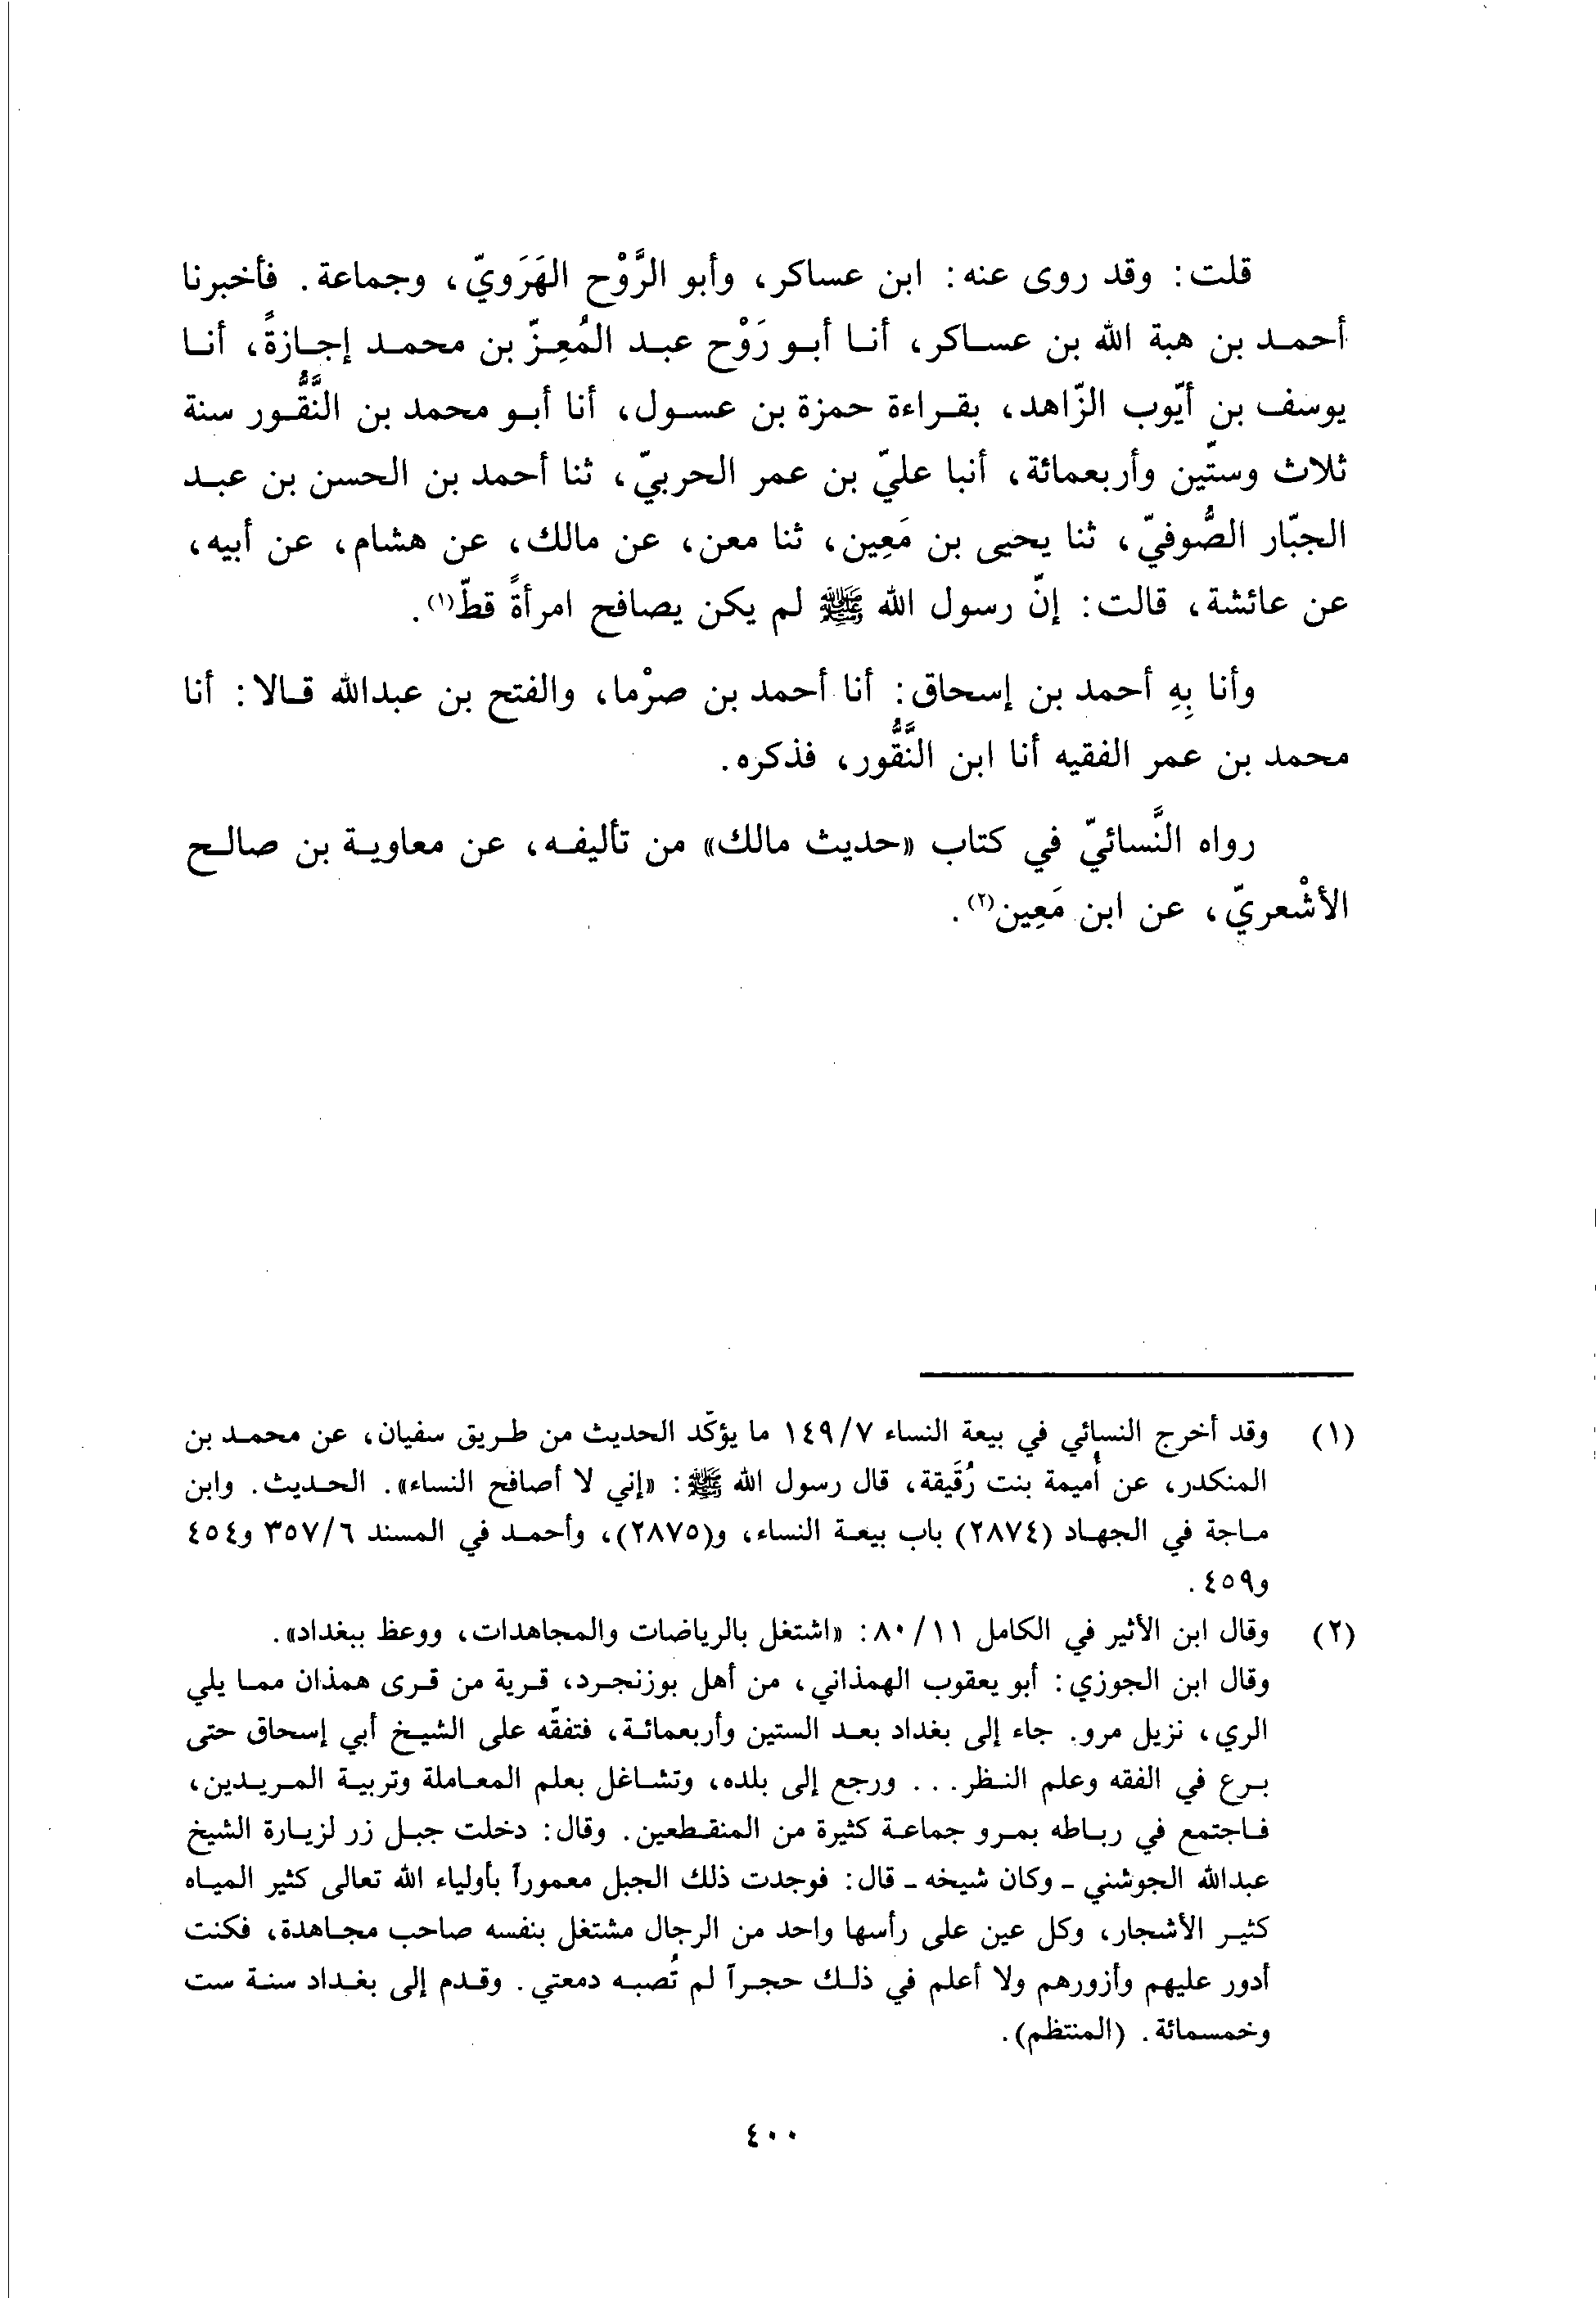 قلت: وقد روى عنه: ابن عساكر، وأبو الرَّوْح الهَرَويّ، وجماعة. فأخبرنا
أحمد بن هبة الله بن عساكر، أنا أبو رَوْح عبد المُعِزّ بن محمد إجازةً، أنا
يوسف بن أيّوب الزّاهد، بقراءة حمزة بن عسول، أنا أبو محمد بن النَّقُّور سنة
ثلاث وستّين وأربعمائة، أنبا عليّ بن عمر الحربيّ، ثنا أحمد بن الحسن بن عبد
الجبّار الصُّوفيّ، ثنا يحيى بن مَعِين، ثنا معن، عن مالك، عن هشام، عن أبيه،
عن عائشة، قالت: إنّ رسول الله ﷺ لم يكن يصافح امرأةً قطّ(١).
وأنا بِهِ أحمد بن إسحاق: أنا أحمد بن صرْما، والفتح بن عبدالله قالا: أنا
محمد بن عمر الفقيه أنا ابن النَّقُّور، فذكره.
رواه النَّسائيّ في كتاب «حديث مالك» من تأليفه، عن معاوية بن صالح
الأشْعريّ، عن ابن مَعِين(٢).
(١) وقد أخرج النسائي في بيعة النساء ١٤٩/٧ ما يؤكّد الحديث من طريق سفيان، عن محمد بن
المنكدر، عن أُميمة بنت رُقَيقة، قال رسول الله ﷺ: «إني لا أصافح النساء». الحديث. وابن
ماجة في الجهاد (٢٨٧٤) باب بيعة النساء، و(٢٨٧٥)، وأحمد في المسند ٣٥٧/٦ و٤٥٤
و٤٥٩.
(٢) وقال ابن الأثير في الكامل ٨٠/١١: «اشتغل بالرياضات والمجاهدات، ووعظ ببغداد».
وقال ابن الجوزي: أبو يعقوب الهمذاني، من أهل بوزنجرد، قرية من قرى همذان مما يلي
الري، نزيل مرو. جاء إلى بغداد بعد الستين وأربعمائة، فتفقّه على الشيخ أبي إسحاق حتى
برع في الفقه وعلم النظر... ورجع إلى بلده، وتشاغل بعلم المعاملة وتربية المريدين،
فاجتمع في رباطه بمرو جماعة كثيرة من المنقطعين. وقال: دخلت جبل زر لزيارة الشيخ
عبدالله الجوشني - وكان شيخه - قال: فوجدت ذلك الجبل معموراً بأولياء الله تعالى كثير المياه
كثير الأشجار، وكل عين على رأسها واحد من الرجال مشتغل بنفسه صاحب مجاهدة، فكنت
أدور عليهم وأزورهم ولا أعلم في ذلك حجراً لم تُصبه دمعتي. وقدم إلى بغداد سنة ست
وخمسمائة. (المنتظم).
٤٠٠